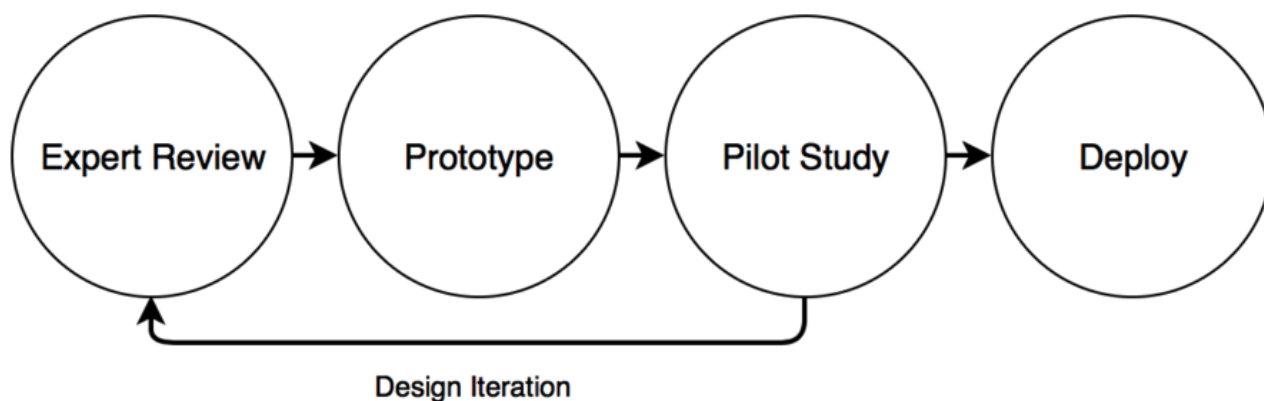 Expert Review
Prototype
Pilot Study
Deploy
Design Iteration